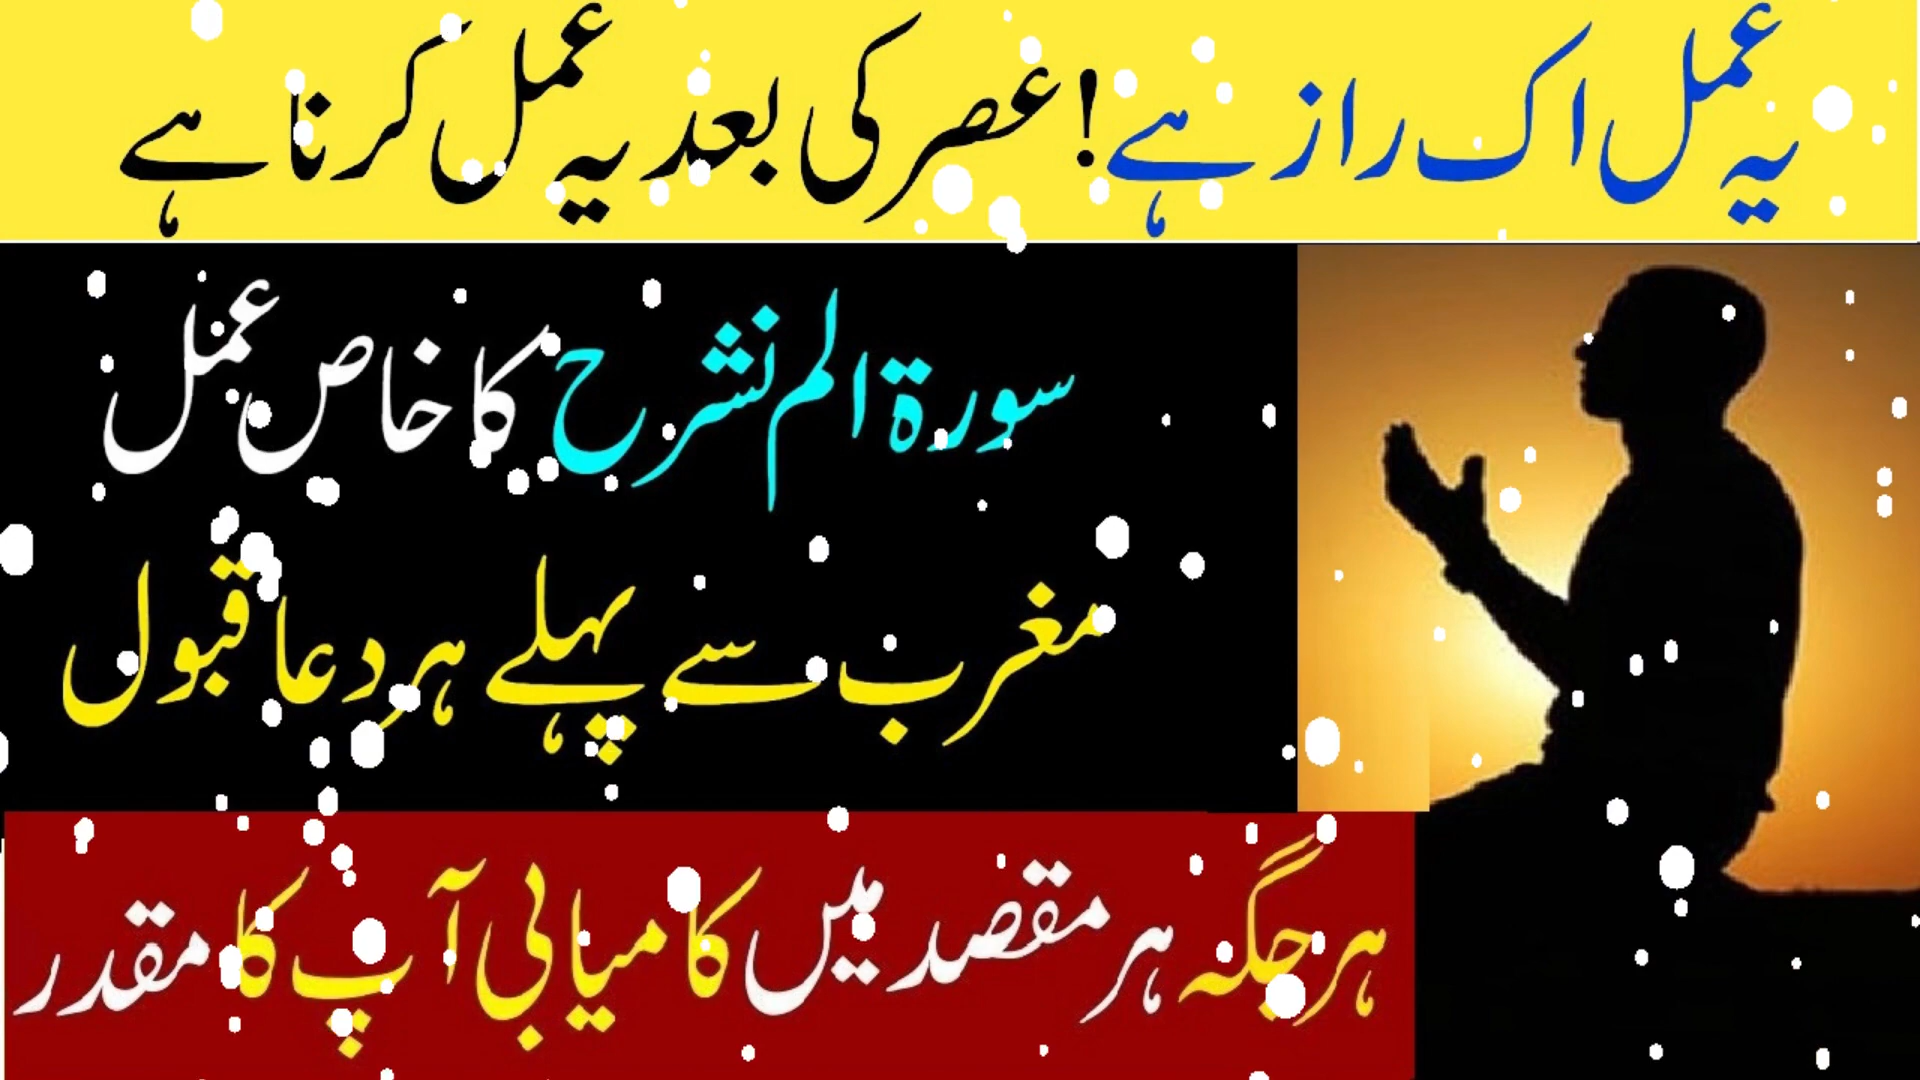 یہ عمل اک راز ہے! عصر کی بعد یہ عمل کرنا ہے
سورۃ الم نشرح کا خاص عمل
مغرب سے پہلے ہر دعا قبول
ہر جگہ ہر مقصد میں کامیابی آپ کا مقدر